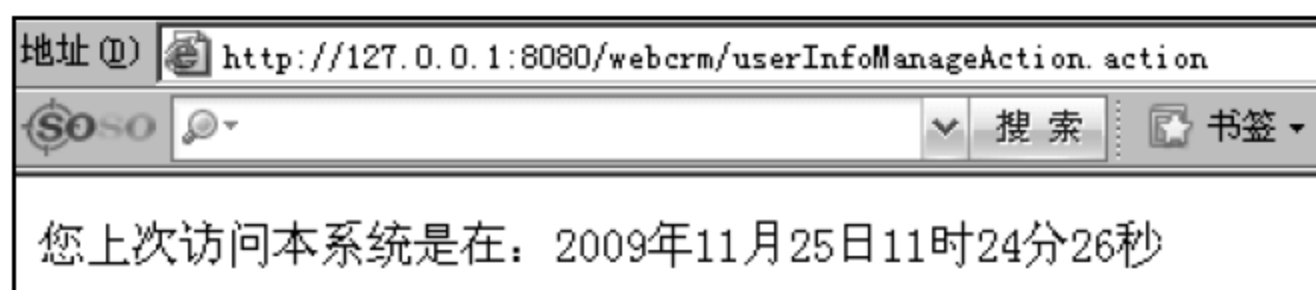 地址(D) http://127.0.0.1:8080/webcrm/userInfoManageAction.action
SOSO 搜索 书签
您上次访问本系统是在：2009年11月25日11时24分26秒